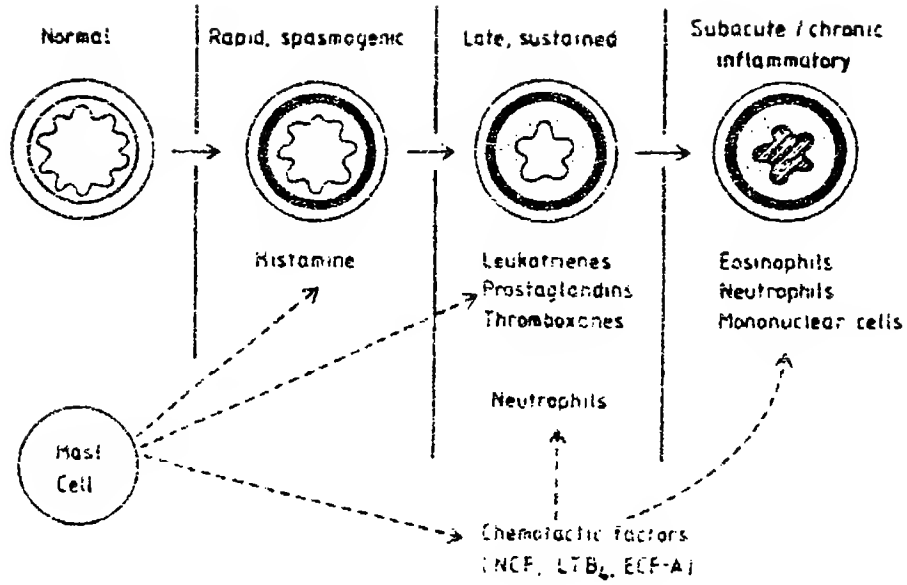 Normal
Rapid, spasmogenic
Late, sustained
Subacute / chronic
inflammatory
Histamine
Leukotrienes
Prostaglandins
Thromboxanes
Eosinophils
Neutrophils
Mononuclear cells
Neutrophils
Mast
Cell
Chemotactic factors
(NCF, LTB₄, ECF-A)